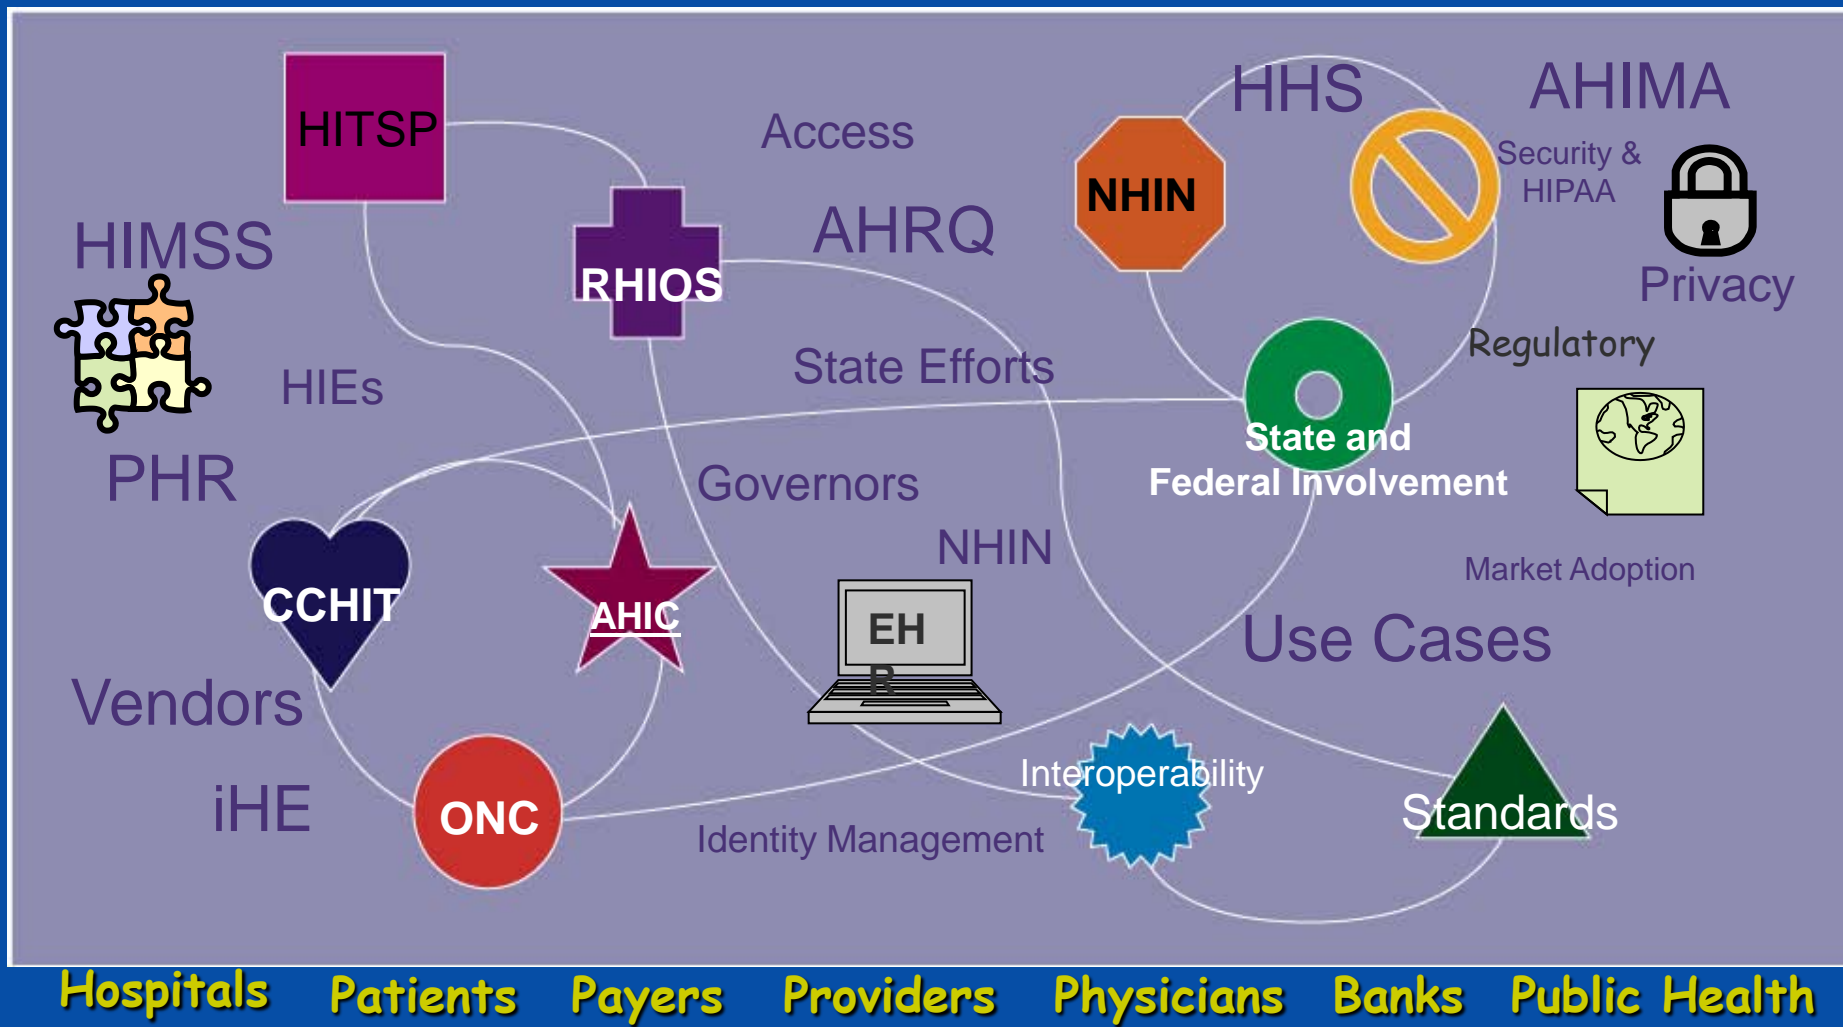 HHS
AHIMA
HITSP
Access
Security &
HIPAA
NHIN
HIMSS
AHRQ
RHIOS
Privacy
Regulatory
State Efforts
HIEs
State and
Federal Involvement
PHR
Governors
NHIN
Market Adoption
CCHIT
AHIC
EH
R
Use Cases
Vendors
Interoperability
iHE
ONC
Standards
Identity Management
Hospitals
Patients
Payers
Providers
Physicians
Banks
Public Health